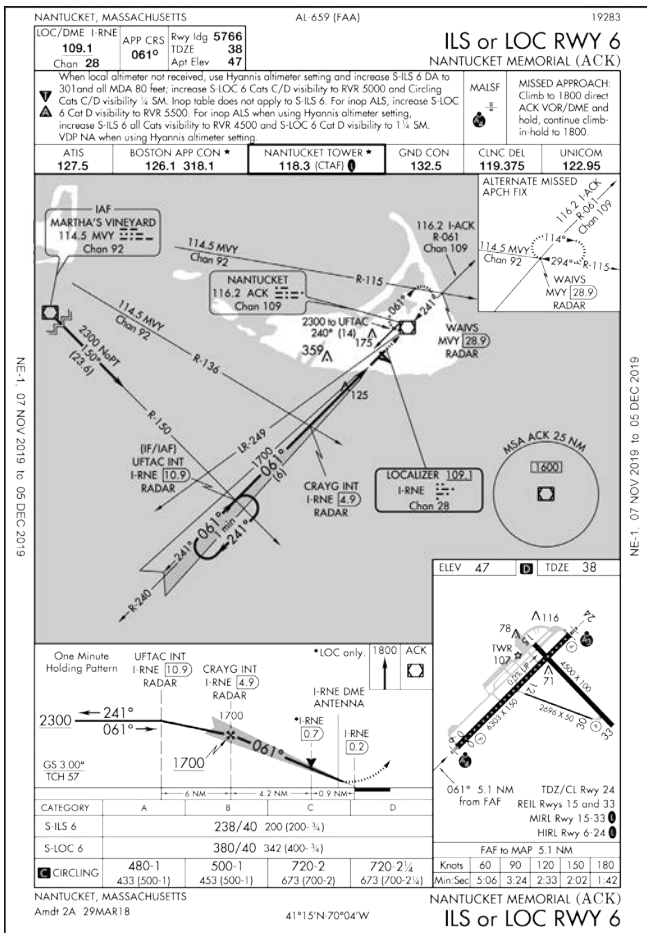 NANTUCKET, MASSACHUSETTS
AL-659 (FAA)
19283
LOC/DME I-RNE
109.1
Chan 28
APP CRS
061°
Rwy ldg 5766
TDZE 38
Apt Elev 47
ILS or LOC RWY 6
NANTUCKET MEMORIAL (ACK)
When local altimeter not received, use Hyannis altimeter setting and increase S-ILS 6 DA to
301and all MDA 80 feet; increase S-LOC 6 Cats C/D visibility to RVR 5000 and Circling
Cats C/D visibility ¼ SM. Inop table does not apply to S-ILS 6. For inop ALS, increase S-LOC
6 Cat D visibility to RVR 5500. For inop ALS when using Hyannis altimeter setting,
increase S-ILS 6 all Cats visibility to RVR 4500 and S-LOC 6 Cat D visibility to 1¼ SM.
VDP NA when using Hyannis altimeter setting.
T
A
MALSF
MISSED APPROACH:
Climb to 1800 direct
ACK VOR/DME and
hold, continue climb-
in-hold to 1800.
ATIS
127.5
BOSTON APP CON ★
126.1 318.1
NANTUCKET TOWER ★
118.3 (CTAF) L
GND CON
132.5
CLNC DEL
119.375
UNICOM
122.95
ALTERNATE MISSED
APCH FIX
116.2 I-ACK
R-061
Chan 109
114.5 MVY
Chan 92
114°
294°
R-115
WAIVS
MVY 28.9
RADAR
IAF
MARTHA'S VINEYARD
114.5 MVY
Chan 92
116.2 I-ACK
R-061
Chan 109
114.5 MVY
Chan 92
R-115
NANTUCKET
116.2 ACK
Chan 109
061°
241°
2300 to UFTAC
240° (14)
175
359
WAIVS
MVY 28.9
RADAR
114.5 MVY
Chan 92
R-136
2300 NoPT
150°
(23.6)
R-150
125
LR-249
1700
061°
(6)
(IF/IAF)
UFTAC INT
I-RNE 10.9
RADAR
CRAYG INT
I-RNE 4.9
RADAR
LOCALIZER 109.1
I-RNE
Chan 28
MSA ACK 25 NM
1600
061°
1 min
241°
241°
R-240
NE-1, 07 NOV 2019 to 05 DEC 2019
NE-1, 07 NOV 2019 to 05 DEC 2019
ELEV 47
D
TDZE 38
116
78
TWR
107
71
24
15
12
30
33
6
4500 X 100
2696 X 50
6303 X 150
061° 5.1 NM
from FAF
TDZ/CL Rwy 24
REIL Rwys 15 and 33
MIRL Rwy 15-33 L
HIRL Rwy 6-24 L
One Minute
Holding Pattern
UFTAC INT
I-RNE 10.9
RADAR
CRAYG INT
I-RNE 4.9
RADAR
*LOC only.
1800
ACK
I-RNE DME
ANTENNA
*I-RNE
0.7
I-RNE
0.2
2300
241°
061°
1700
1700
061°
GS 3.00°
TCH 57
6 NM
4.2 NM
0.9 NM
CATEGORY
A
B
C
D
S-ILS 6
238/40 200 (200-¾)
S-LOC 6
380/40 342 (400-¾)
C CIRCLING
480-1
433 (500-1)
500-1
453 (500-1)
720-2
673 (700-2)
720-2¼
673 (700-2¼)
FAF to MAP 5.1 NM
Knots 60 90 120 150 180
Min:Sec 5:06 3:24 2:33 2:02 1:42
NANTUCKET, MASSACHUSETTS
Amdt 2A 29MAR18
41°15'N-70°04'W
NANTUCKET MEMORIAL (ACK)
ILS or LOC RWY 6